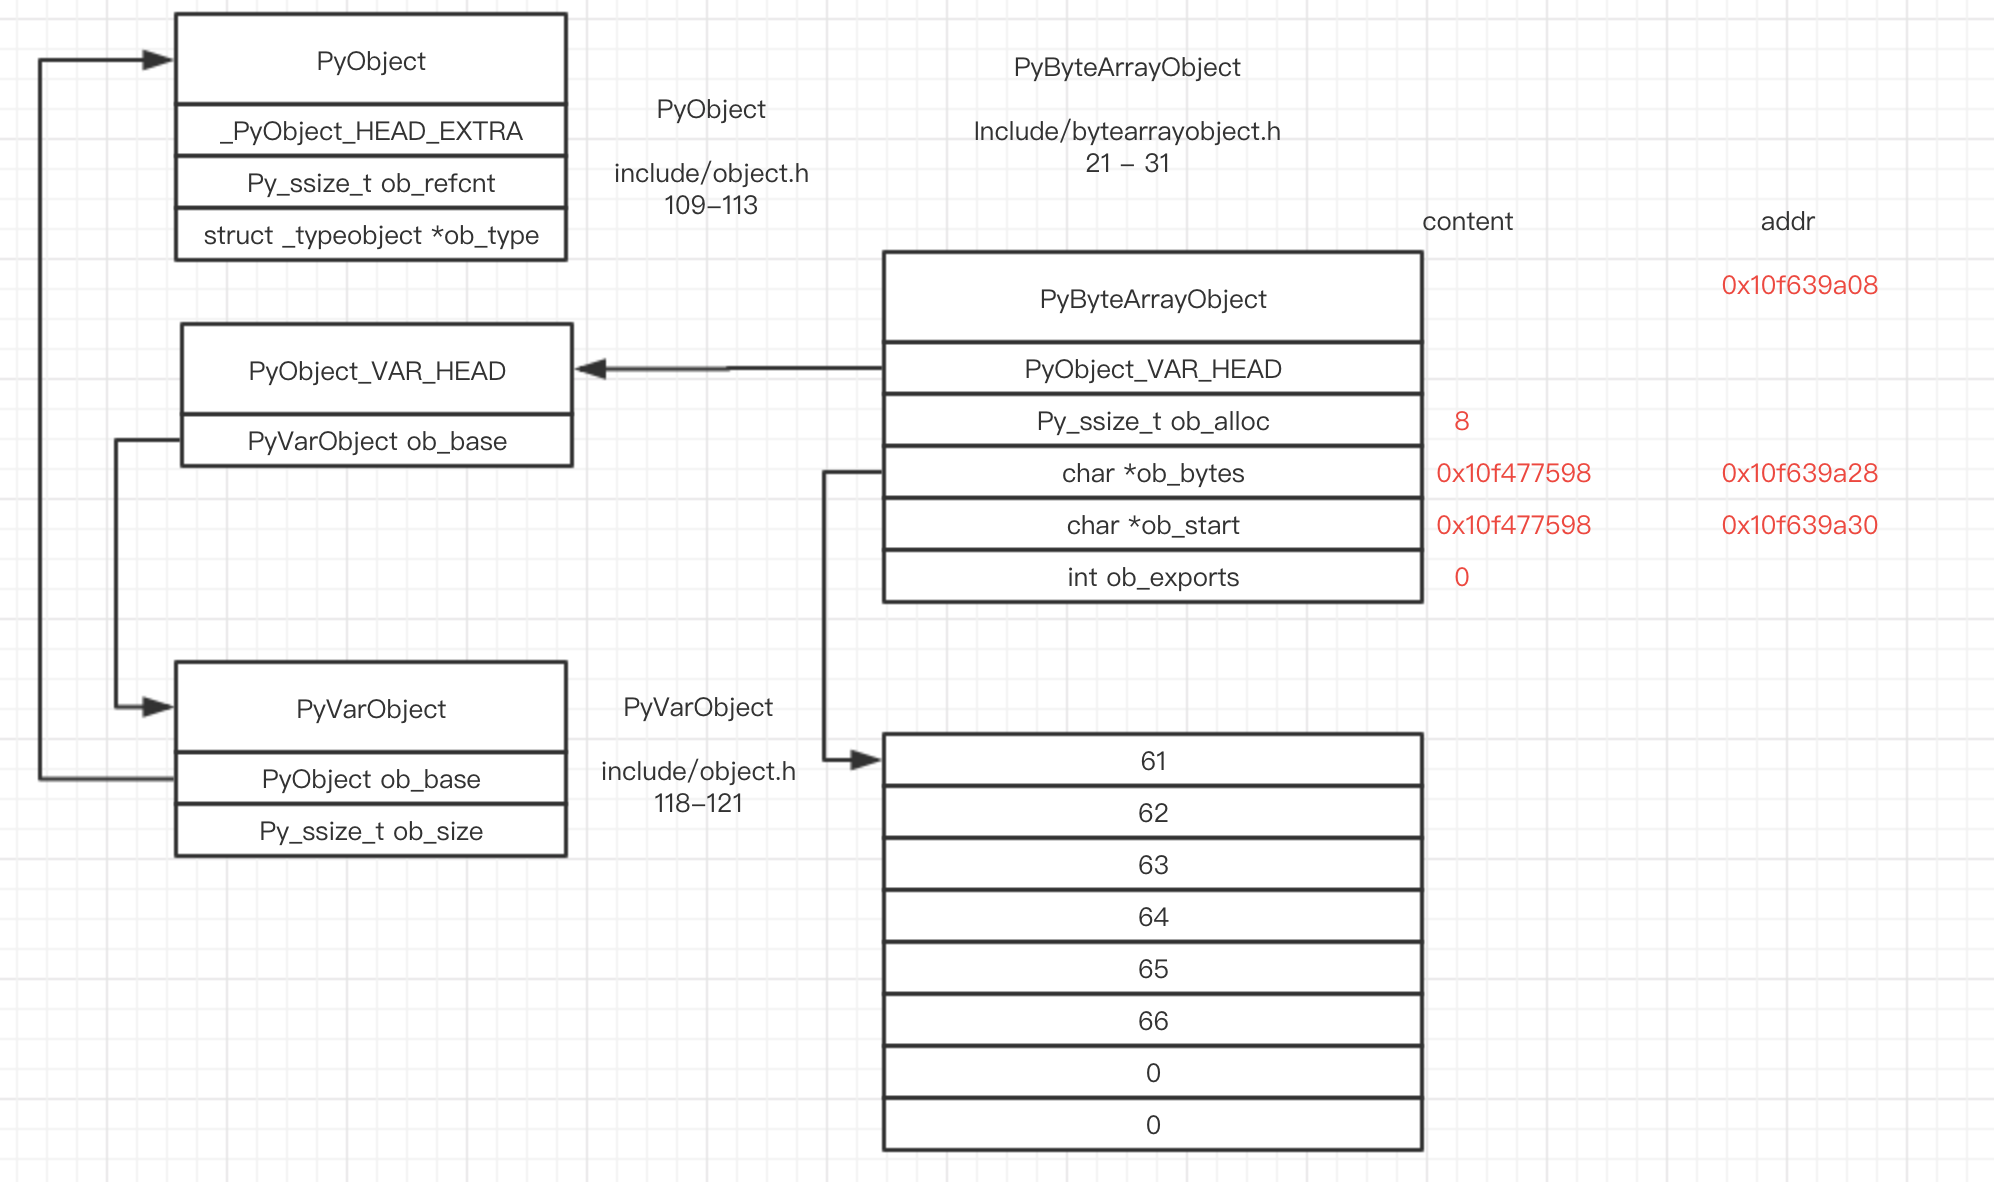 PyObject
_PyObject_HEAD_EXTRA
Py_ssize_t ob_refcnt
struct _typeobject *ob_type
PyObject
include/object.h
109–113
PyByteArrayObject
Include/bytearrayobject.h
21 – 31
content
addr
PyByteArrayObject
0x10f639a08
PyObject_VAR_HEAD
Py_ssize_t ob_alloc
8
char *ob_bytes
0x10f477598
0x10f639a28
char *ob_start
0x10f477598
0x10f639a30
int ob_exports
0
PyObject_VAR_HEAD
PyVarObject ob_base
PyVarObject
PyObject ob_base
Py_ssize_t ob_size
PyVarObject
include/object.h
118–121
61
62
63
64
65
66
0
0